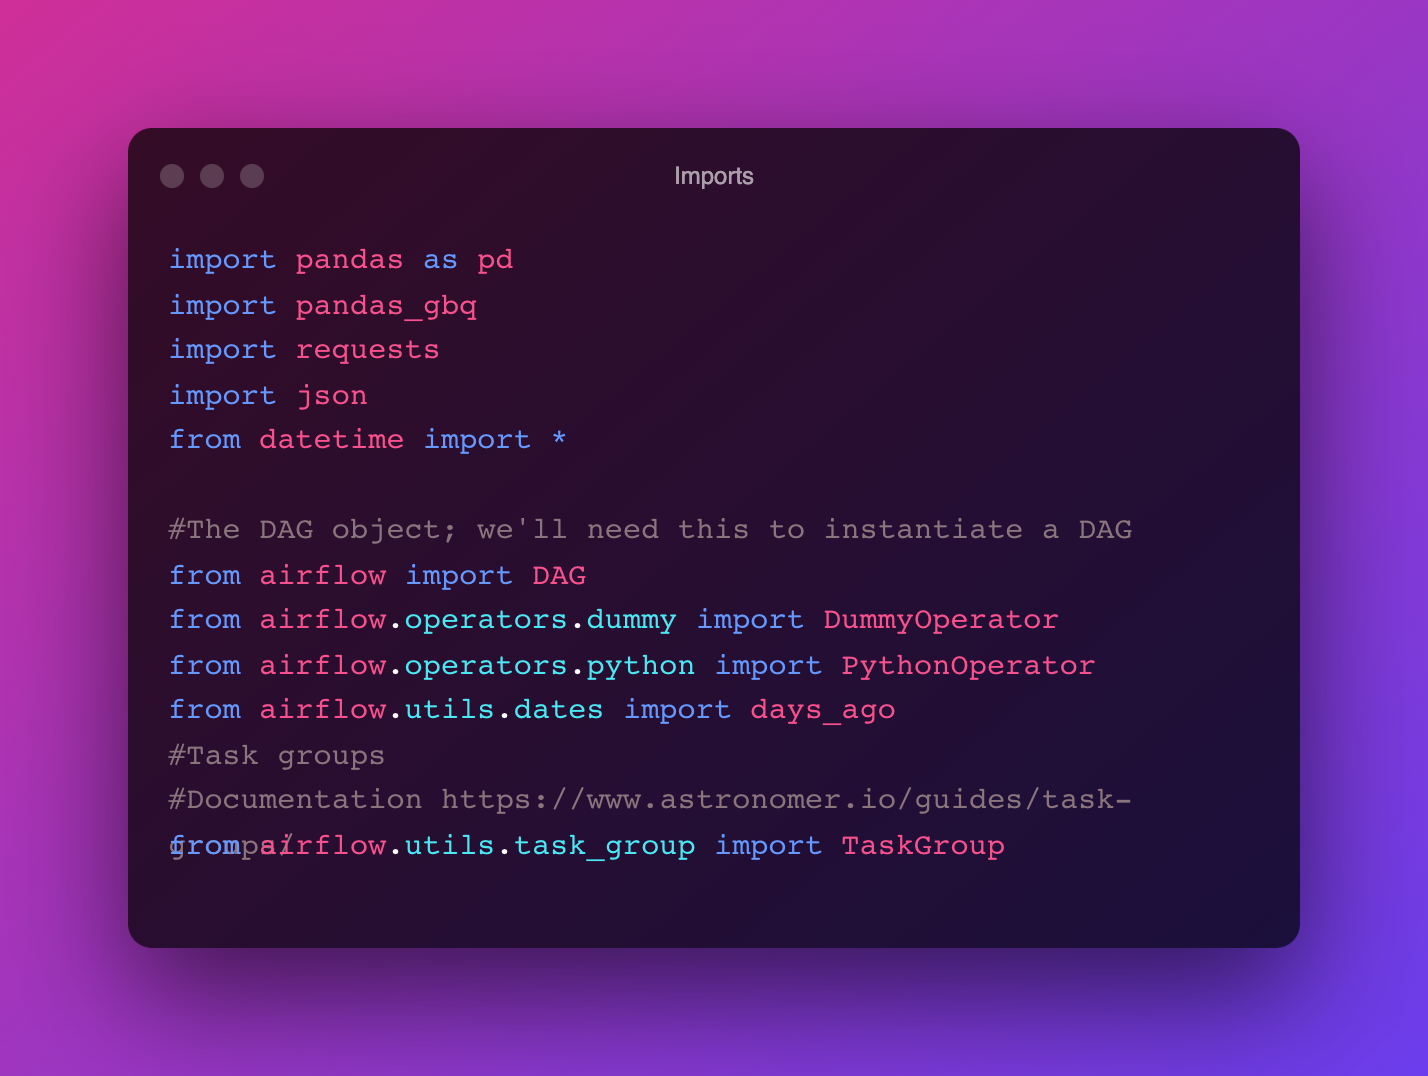 Imports
import pandas as pd
import pandas_gbq
import requests
import json
from datetime import *
#The DAG object; we'll need this to instantiate a DAG
from airflow import DAG
from airflow.operators.dummy import DummyOperator
from airflow.operators.python import PythonOperator
from airflow.utils.dates import days_ago
#Task groups
#Documentation https://www.astronomer.io/guides/task-
groups/
from airflow.utils.task_group import TaskGroup